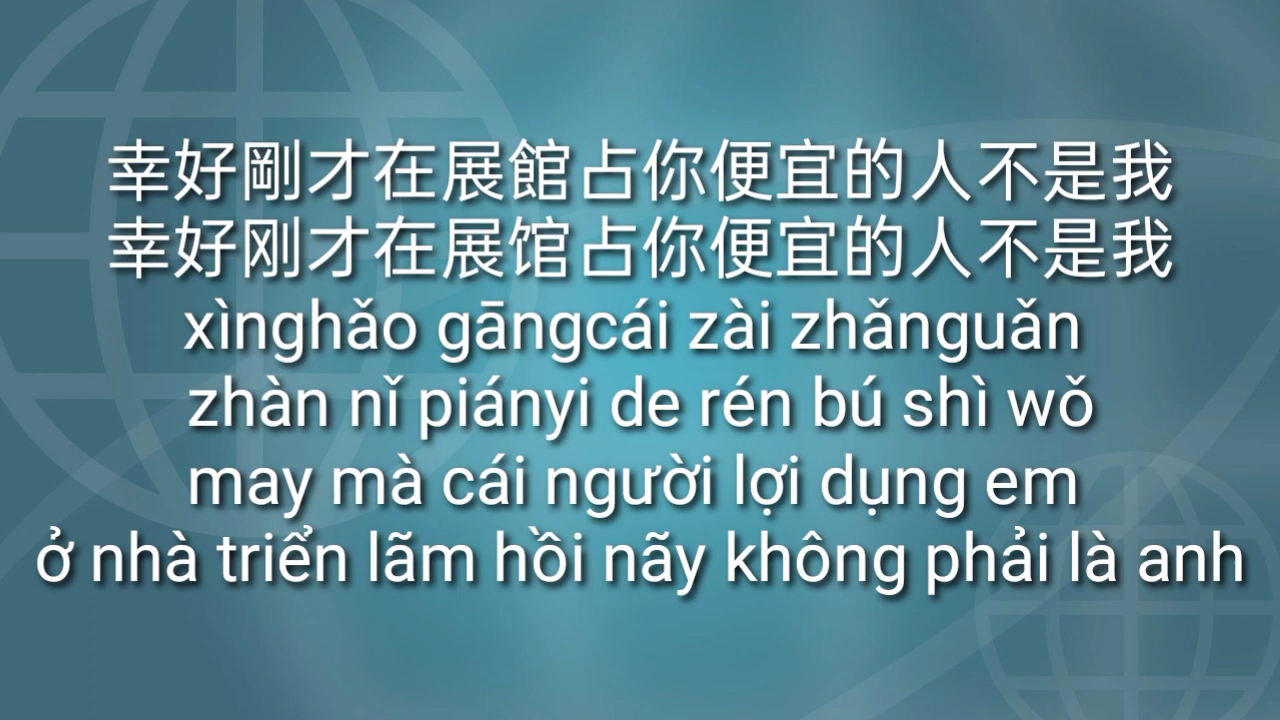 幸好剛才在展館占你便宜的人不是我
幸好刚才在展馆占你便宜的人不是我
xìnghǎo gāngcái zài zhǎnguǎn
zhàn nǐ piányi de rén bú shì wǒ
may mà cái người lợi dụng em
ở nhà triển lãm hồi nãy không phải là anh